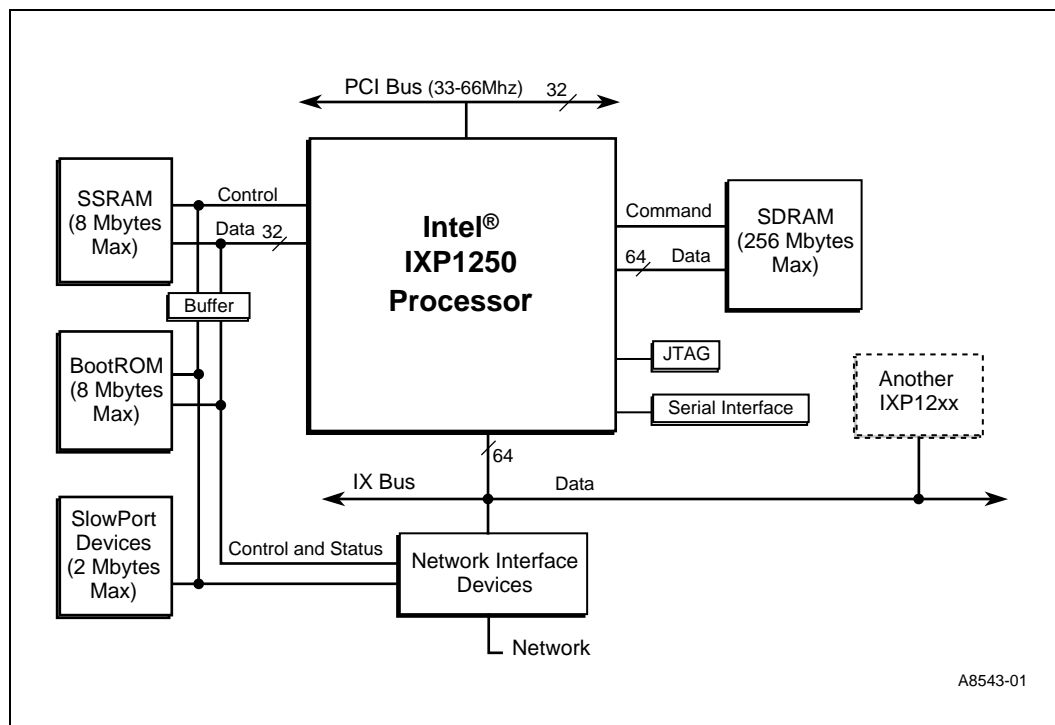 PCI Bus (33-66Mhz) 32
SSRAM
(8 Mbytes
Max)
Control
Data 32
Buffer
BootROM
(8 Mbytes
Max)
SlowPort
Devices
(2 Mbytes
Max)
Intel®
IXP1250
Processor
Command
64 Data
SDRAM
(256 Mbytes
Max)
JTAG
Serial Interface
Another
IXP12xx
64
IX Bus
Data
Control and Status
Network Interface
Devices
Network
A8543-01